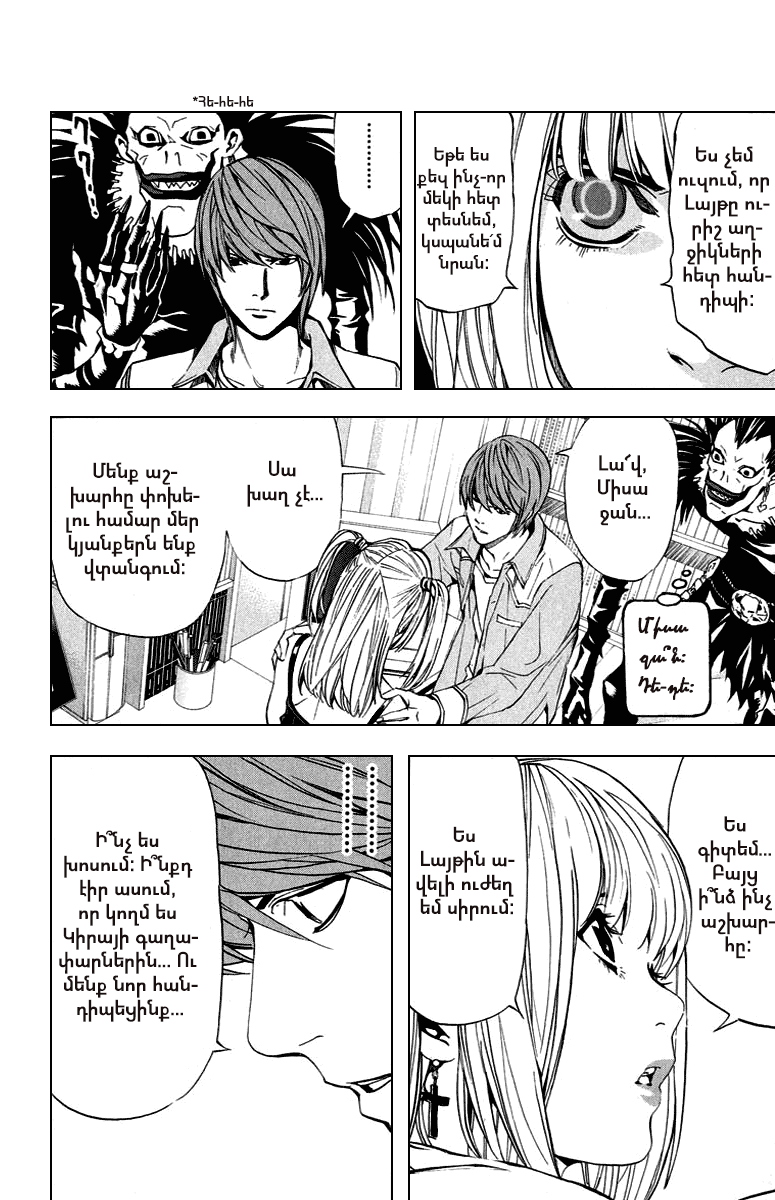 *Հե-հե-հե
Ես չեմ
ուզում, որ
Լայթը ու-
րիշ աղ-
ջիկների
հետ հան-
դիպի:
Եթե ես
քեզ ինչ-որ
մեկի հետ
տեսնեմ,
կսպանե՛մ
նրան:
.........
Լա՜վ,
Միսա
ջան...
Միսա
ջա՞ն:
Դե-դե:
Սա
խաղ չէ...
Մենք աշ-
խարհը փոխե-
լու համար մեր
կյանքերն ենք
վտանգում:
Ես
գիտեմ...
Բայց
ի՞նձ ինչ
աշխար-
հը:
Ես
Լայթին ա-
վելի ուժեղ
եմ սիրում:
Ի՞նչ ես
խոսում: Ի՞նքդ
էիր ասում,
որ կողմ ես
Կիրայի գաղա-
փարներին... Ու
մենք նոր հան-
դիպեցինք...